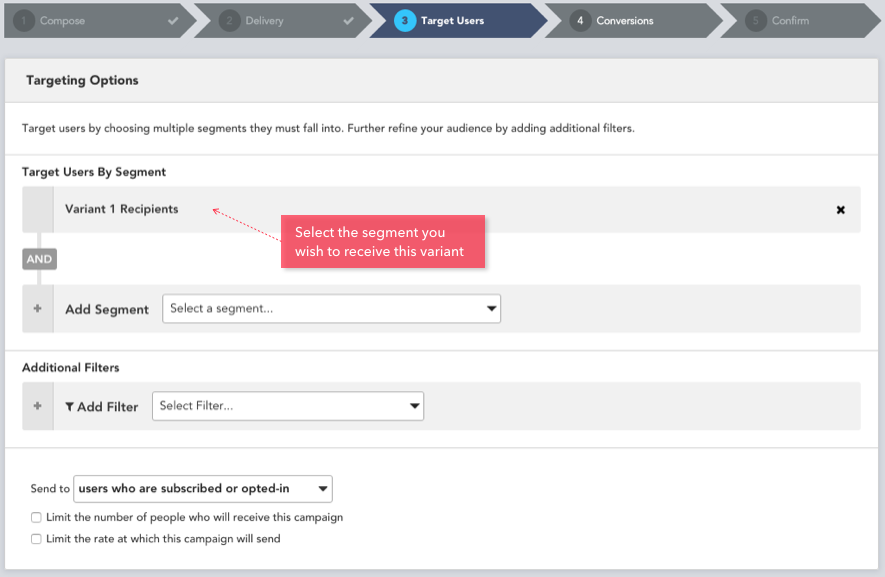 1 Compose
2 Delivery
3 Target Users
4 Conversions
5 Confirm
Targeting Options
Target users by choosing multiple segments they must fall into. Further refine your audience by adding additional filters.
Target Users By Segment
Variant 1 Recipients
Select the segment you
wish to receive this variant
AND
Add Segment Select a segment...
Additional Filters
Add Filter Select Filter...
Send to users who are subscribed or opted-in
Limit the number of people who will receive this campaign
Limit the rate at which this campaign will send